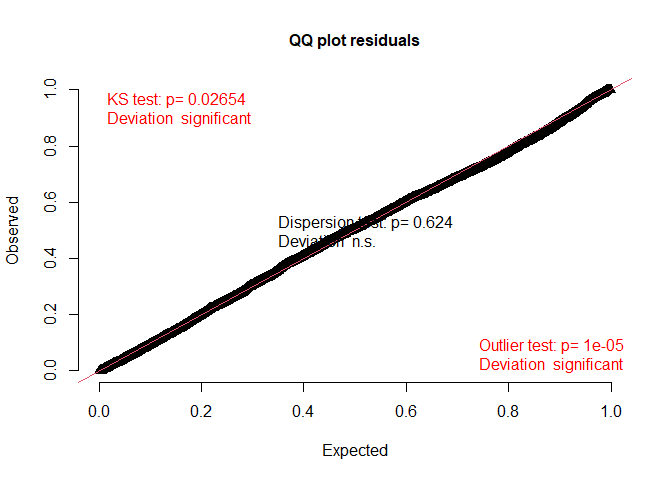 QQ plot residuals
KS test: p= 0.02654
Deviation  significant
Dispersion test: p= 0.624
Deviation  n.s.
Outlier test: p= 1e-05
Deviation  significant
Observed
0.0
0.2
0.4
0.6
0.8
1.0
0.0 0.2 0.4 0.6 0.8 1.0
Expected